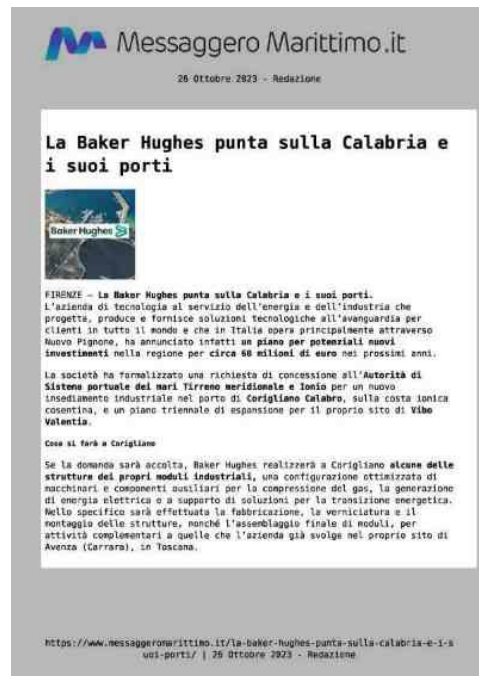 Messaggero Marittimo.it
26 Ottobre 2023 - Redazione
La Baker Hughes punta sulla Calabria e
i suoi porti
Baker Hughes
FIRENZE – La Baker Hughes punta sulla Calabria e i suoi porti.
L'azienda di tecnologia al servizio dell'energia e dell'industria che
progetta, produce e fornisce soluzioni tecnologiche all'avanguardia per
clienti in tutto il mondo e che in Italia opera principalmente attraverso
Nuovo Pignone, ha annunciato infatti un piano per potenziali nuovi
investimenti nella regione per circa 60 milioni di euro nei prossimi anni.
La società ha formalizzato una richiesta di concessione all'Autorità di
Sistema portuale dei mari Tirreno meridionale e Ionio per un nuovo
insediamento industriale nel porto di Corigliano Calabro, sulla costa ionica
cosentina, e un piano triennale di espansione per il proprio sito di Vibo
Valentia.
Cosa si farà a Corigliano
Se la domanda sarà accolta, Baker Hughes realizzerà a Corigliano alcune delle
strutture dei propri moduli industriali, una configurazione ottimizzata di
macchinari e componenti ausiliari per la compressione del gas, la generazione
di energia elettrica o a supporto di soluzioni per la transizione energetica.
Nello specifico sarà effettuata la fabbricazione, la verniciatura e il
montaggio delle strutture, nonché l'assemblaggio finale di moduli, per
attività complementari a quelle che l'azienda già svolge nel proprio sito di
Avenza (Carrara), in Toscana.
https://www.messaggeromarittimo.it/la-baker-hughes-punta-sulla-calabria-e-i-s
uoi-porti/ | 26 Ottobre 2023 - Redazione